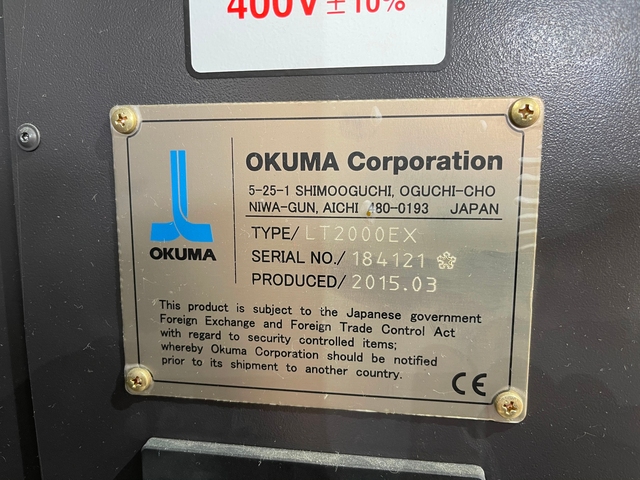 400V±10%
OKUMA Corporation
5-25-1 SHIMOOGUCHI, OGUCHI-CHO
NIWA-GUN, AICHI 480-0193 JAPAN
OKUMA
TYPE/ LT2000EX
SERIAL NO./ 184121
PRODUCED/ 2015.03
This product is subject to the Japanese government
Foreign Exchange and Foreign Trade Control Act
with regard to security controlled items;
whereby Okuma Corporation should be notified
prior to its shipment to another country.
CE